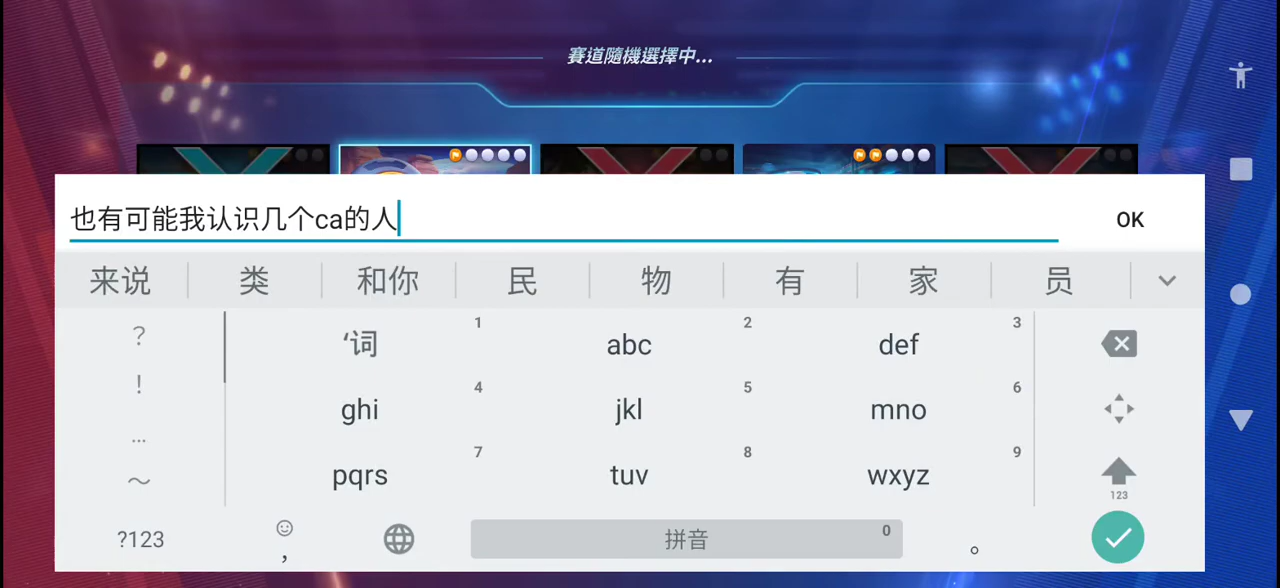 賽道隨機選擇中...
也有可能我认识几个ca的人
OK
来说 类 和你 民 物 有 家 员
? ‘词 1 abc 2 def 3
! ghi 4 jkl 5 mno 6
... pqrs 7 tuv 8 wxyz 9
～ 123
?123 , 拼音 0 。